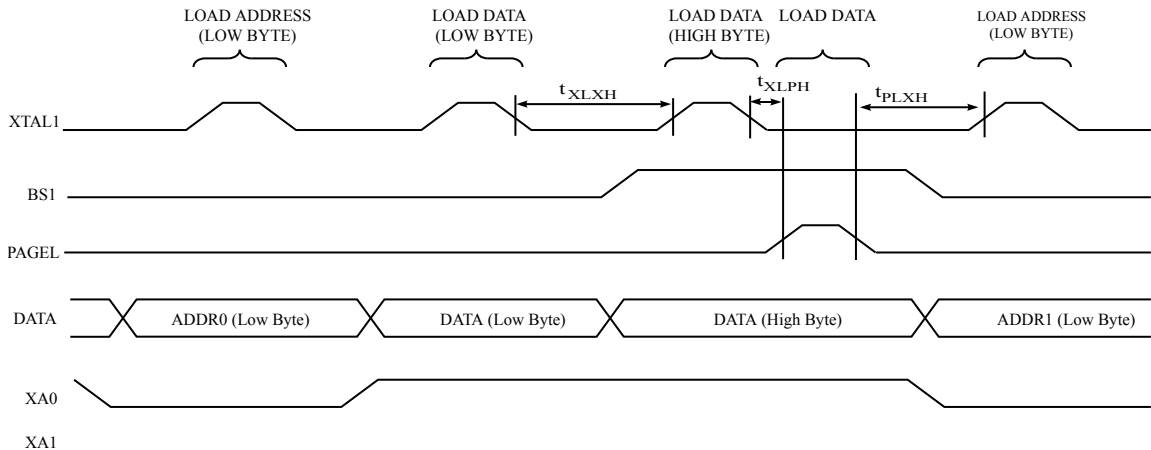 LOAD ADDRESS
(LOW BYTE)
LOAD DATA
(LOW BYTE)
LOAD DATA
(HIGH BYTE)
LOAD DATA
LOAD ADDRESS
(LOW BYTE)
XTAL1
tXLXH
tXLPH
tPLXH
BS1
PAGEL
DATA
ADDR0 (Low Byte)
DATA (Low Byte)
DATA (High Byte)
ADDR1 (Low Byte)
XA0
XA1